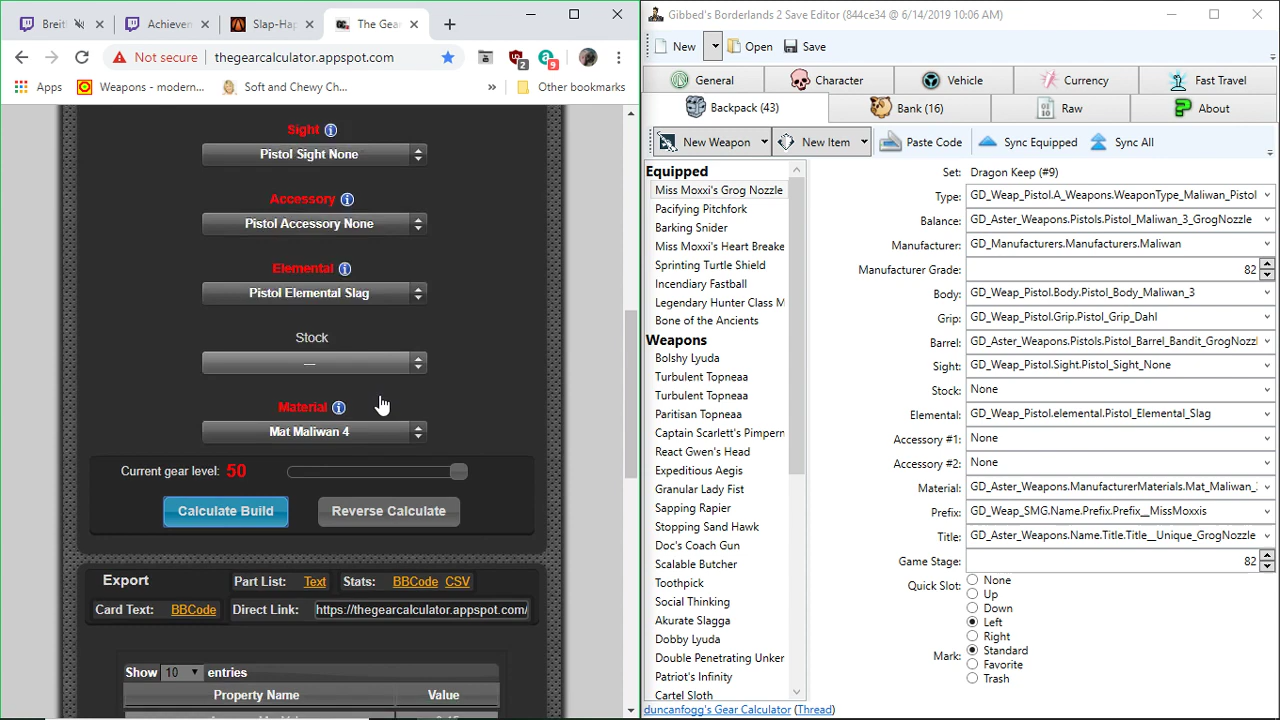 Breit
Achieven
Slap-Hap
The Gear
Not secure
thegearcalculator.appspot.com
2
9
Apps
Weapons - modern...
Soft and Chewy Ch...
»
Other bookmarks
Sight
Pistol Sight None
Accessory
Pistol Accessory None
Elemental
Pistol Elemental Slag
Stock
—
Material
Mat Maliwan 4
Current gear level: 50
Calculate Build
Reverse Calculate
Export
Part List: Text Stats: BBCode CSV
Card Text: BBCode Direct Link: https://thegearcalculator.appspot.com/
Show 10 entries
Property Name Value
Gibbed's Borderlands 2 Save Editor (844ce34 @ 6/14/2019 10:06 AM)
New Open Save
General Character Vehicle Currency Fast Travel
Backpack (43) Bank (16) Raw About
New Weapon New Item Paste Code Sync Equipped Sync All
Equipped
Miss Moxxi's Grog Nozzle
Pacifying Pitchfork
Barking Snider
Miss Moxxi's Heart Breake
Sprinting Turtle Shield
Incendiary Fastball
Legendary Hunter Class M
Bone of the Ancients
Weapons
Bolshy Lyuda
Turbulent Topneaa
Turbulent Topneaa
Paritisan Topneaa
Captain Scarlett's Pimpern
React Gwen's Head
Expeditious Aegis
Granular Lady Fist
Sapping Rapier
Stopping Sand Hawk
Doc's Coach Gun
Scalable Butcher
Toothpick
Social Thinking
Akurate Slagga
Dobby Lyuda
Double Penetrating Unke
Patriot's Infinity
Cartel Sloth
Set: Dragon Keep (#9)
Type: GD_Weap_Pistol.A_Weapons.WeaponType_Maliwan_Pistol
Balance: GD_Aster_Weapons.Pistols.Pistol_Maliwan_3_GrogNozzle
Manufacturer: GD_Manufacturers.Manufacturers.Maliwan
Manufacturer Grade: 82
Body: GD_Weap_Pistol.Body.Pistol_Body_Maliwan_3
Grip: GD_Weap_Pistol.Grip.Pistol_Grip_Dahl
Barrel: GD_Aster_Weapons.Pistols.Pistol_Barrel_Bandit_GrogNozzl
Sight: GD_Weap_Pistol.Sight.Pistol_Sight_None
Stock: None
Elemental: GD_Weap_Pistol.elemental.Pistol_Elemental_Slag
Accessory #1: None
Accessory #2: None
Material: GD_Aster_Weapons.ManufacturerMaterials.Mat_Maliwan_
Prefix: GD_Weap_SMG.Name.Prefix.Prefix__MissMoxxis
Title: GD_Aster_Weapons.Name.Title.Title__Unique_GrogNozzle
Game Stage: 82
Quick Slot: None
Up
Down
Left
Right
Mark: Standard
Favorite
Trash
duncanfogg's Gear Calculator (Thread)